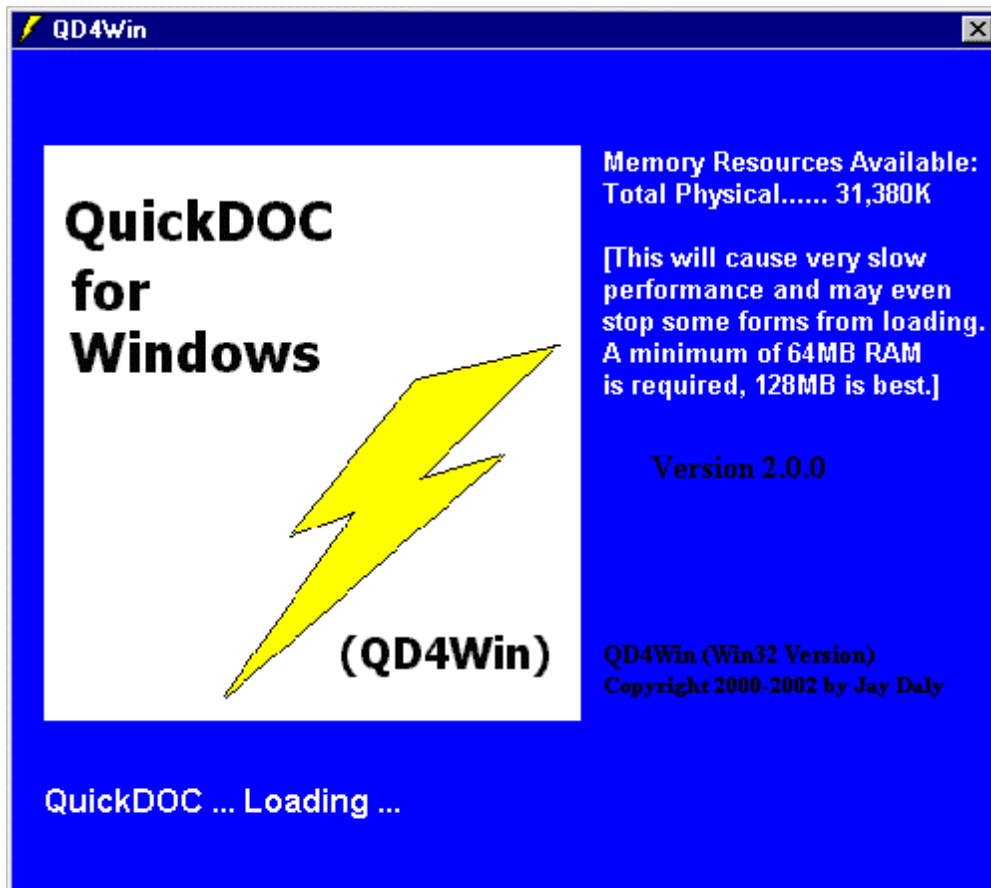 QD4Win
QuickDOC
for
Windows
(QD4Win)
Memory Resources Available:
Total Physical...... 31,380K
[This will cause very slow
performance and may even
stop some forms from loading.
A minimum of 64MB RAM
is required, 128MB is best.]
Version 2.0.0
QD4Win (Win32 Version)
Copyright 2000-2002 by Jay Daly
QuickDOC ... Loading ...